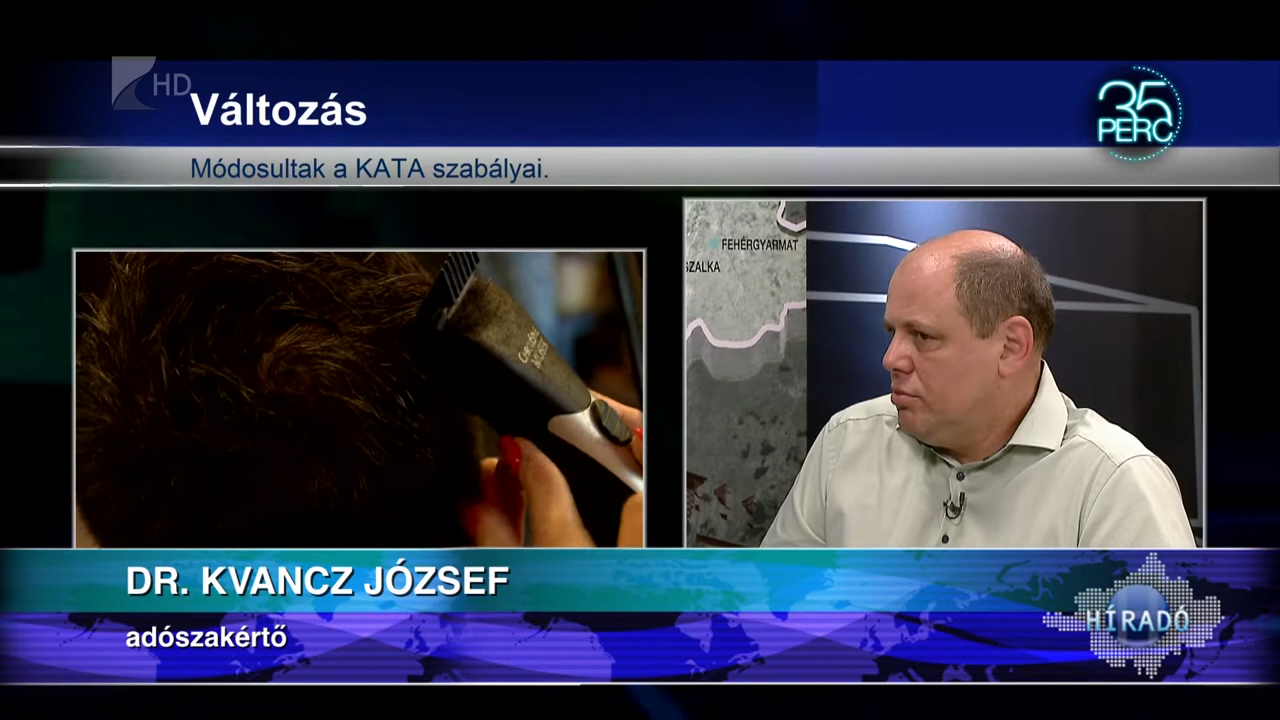 HD
Változás
35
PERC
Módosultak a KATA szabályai.
FEHÉRGYARMAT
SZALKA
DR. KVANCZ JÓZSEF
adószakértő
HÍRADÓ